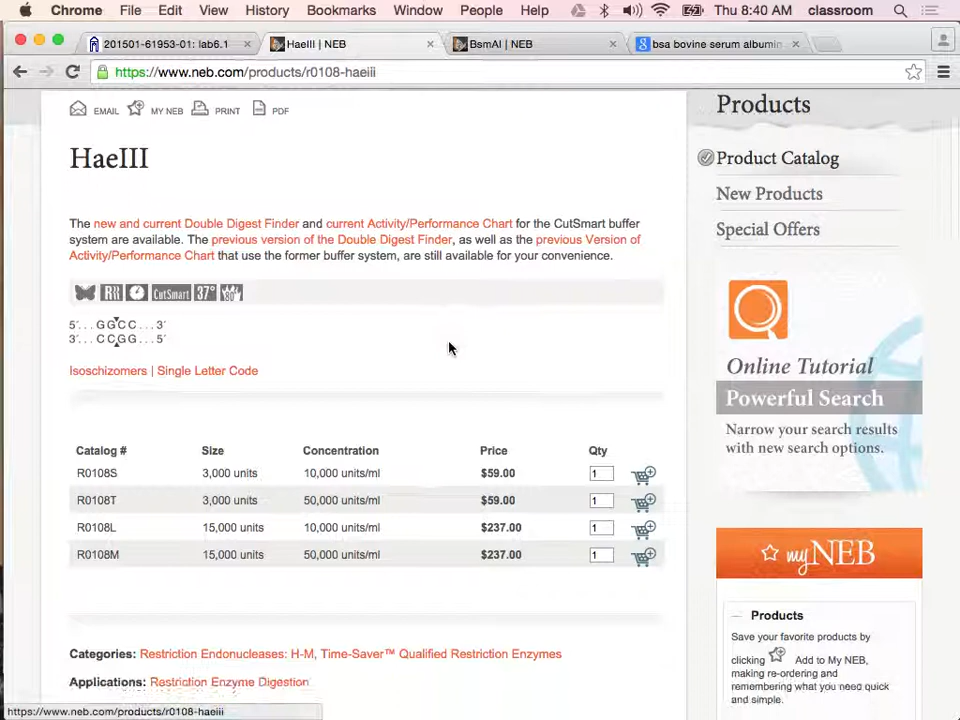 Chrome File Edit View History Bookmarks Window People Help Thu 8:40 AM classroom
201501-61953-01: lab6.1 HaeIII | NEB BsmAI | NEB bsa bovine serum albumin
https://www.neb.com/products/r0108-haeiii
EMAIL MY NEB PRINT PDF
HaeIII
The new and current Double Digest Finder and current Activity/Performance Chart for the CutSmart buffer
system are available. The previous version of the Double Digest Finder, as well as the previous Version of
Activity/Performance Chart that use the former buffer system, are still available for your convenience.
CutSmart 37°
5´. . . GGCC . . . 3´
3´. . . CCGG . . . 5´
Isoschizomers | Single Letter Code
Catalog # Size Concentration Price Qty
R0108S 3,000 units 10,000 units/ml $59.00 1
R0108T 3,000 units 50,000 units/ml $59.00 1
R0108L 15,000 units 10,000 units/ml $237.00 1
R0108M 15,000 units 50,000 units/ml $237.00 1
Categories: Restriction Endonucleases: H-M, Time-Saver™ Qualified Restriction Enzymes
Applications: Restriction Enzyme Digestion
https://www.neb.com/products/r0108-haeiii
Products
Product Catalog
New Products
Special Offers
Online Tutorial
Powerful Search
Narrow your search results
with new search options.
myNEB
Products
Save your favorite products by
clicking Add to My NEB,
making re-ordering and
remembering what you need quick
and simple.